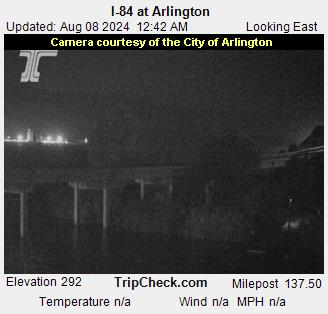 I-84 at Arlington
Updated: Aug 08 2024 12:42 AM Looking East
Camera courtesy of the City of Arlington
Elevation 292 TripCheck.com Milepost 137.50
Temperature n/a Wind n/a MPH n/a